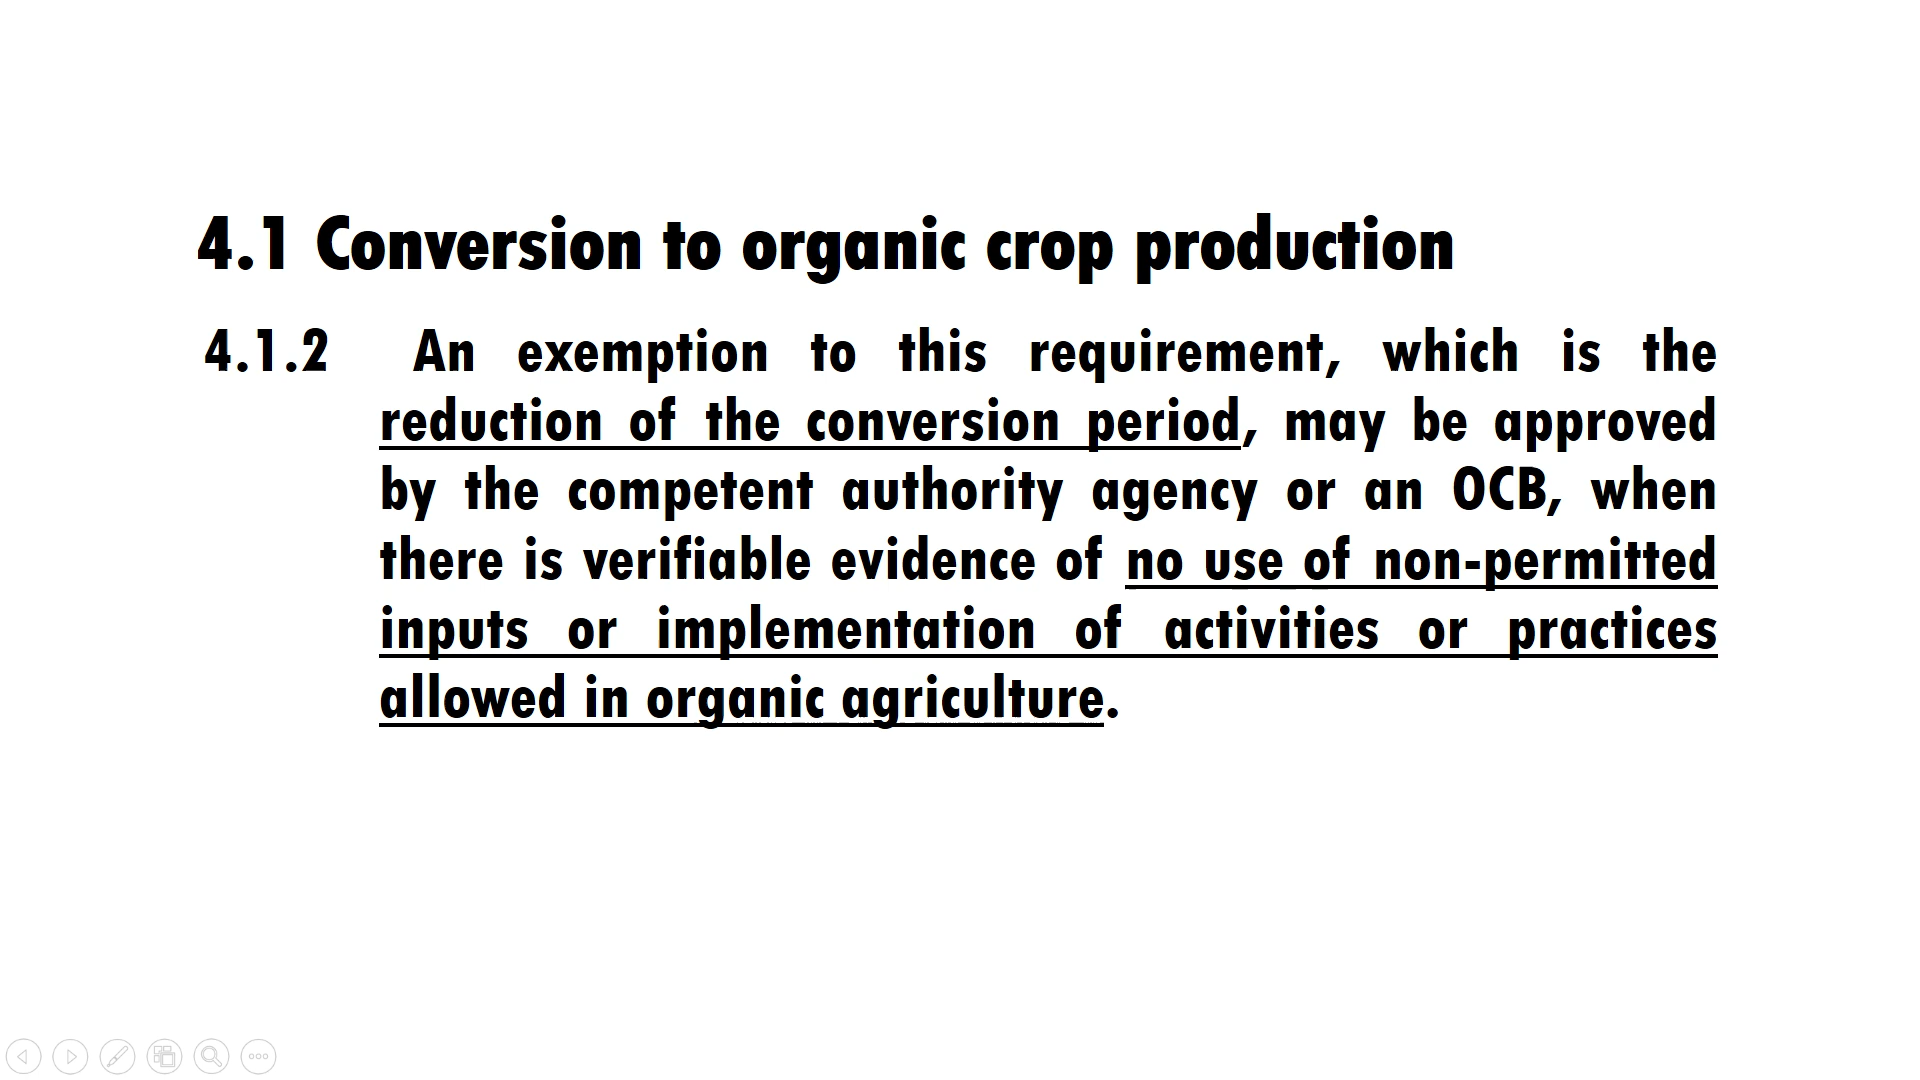 4.1 Conversion to organic crop production
4.1.2 An exemption to this requirement, which is the
reduction of the conversion period, may be approved
by the competent authority agency or an OCB, when
there is verifiable evidence of no use of non-permitted
inputs or implementation of activities or practices
allowed in organic agriculture.